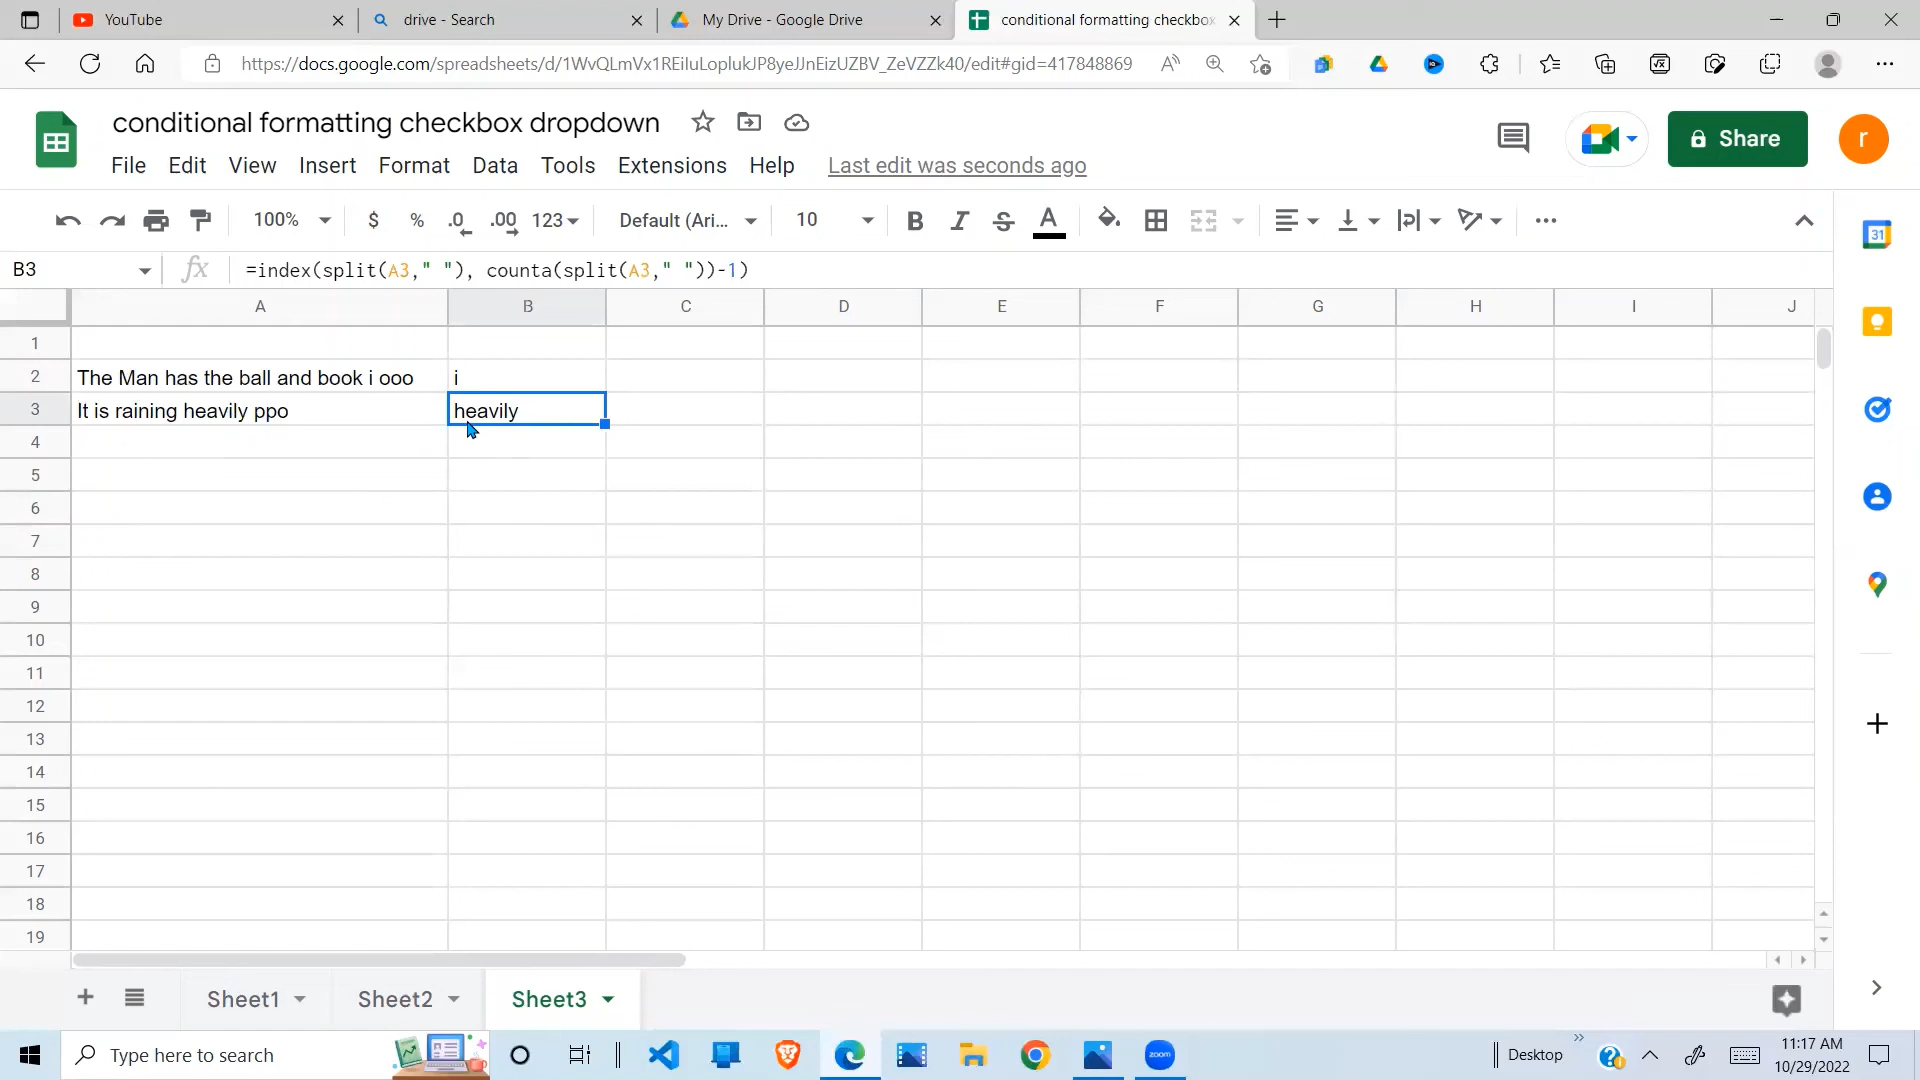 YouTube
drive - Search
My Drive - Google Drive
conditional formatting checkbox
https://docs.google.com/spreadsheets/d/1WvQLmVx1REiIuLoplukJP8yeJJnEizUZBV_ZeVZZk40/edit#gid=417848869
conditional formatting checkbox dropdown
Share
r
File Edit View Insert Format Data Tools Extensions Help Last edit was seconds ago
100% $ % .0 .00 123 Default (Ari... 10 B I S A
31
B3 fx =index(split(A3," "), counta(split(A3," "))-1)
A B C D E F G H I J
1
2 The Man has the ball and book i ooo i
3 It is raining heavily ppo heavily
4
5
6
7
8
9
10
11
12
13
14
15
16
17
18
19
Sheet1 Sheet2 Sheet3
Type here to search
zoom
Desktop
11:17 AM
10/29/2022